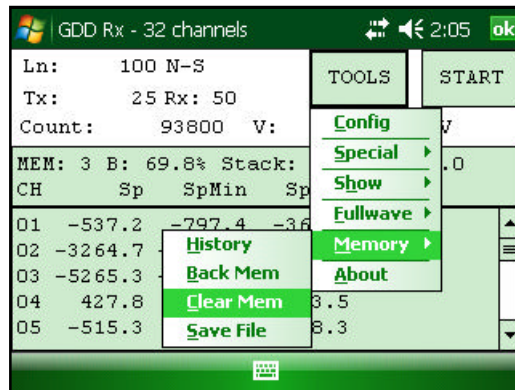 GDD Rx - 32 channels 2:05 ok
Ln: 100 N-S
Tx: 25 Rx: 50
Count: 93800 V: V
TOOLS START
MEM: 3 B: 69.8% Stack: .0
CH Sp SpMin Sp
01 -537.2 -797.4 -36
02 -3264.7
03 -5265.3
04 427.8 3.5
05 -515.3 8.3
Config
Special
Show
Fullwave
Memory
About
History
Back Mem
Clear Mem
Save File